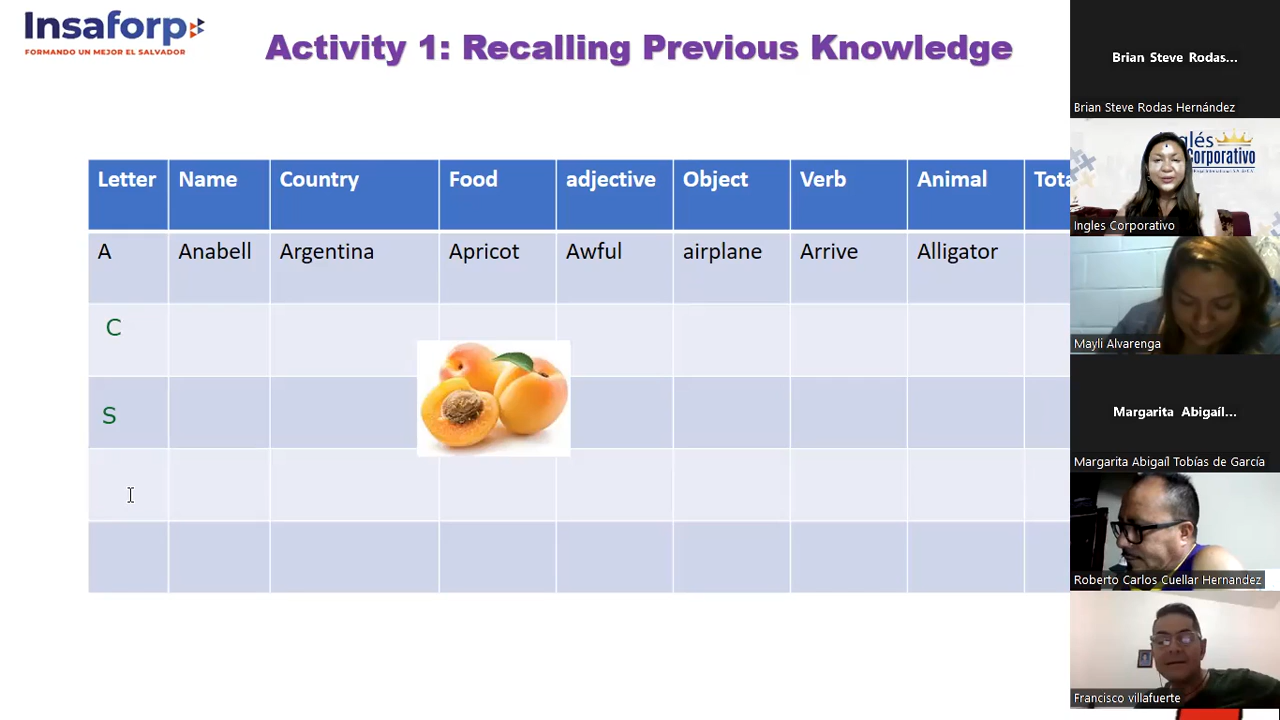 Insaforp
FORMANDO UN MEJOR EL SALVADOR
Activity 1: Recalling Previous Knowledge
Letter Name Country Food adjective Object Verb Animal
A Anabell Argentina Apricot Awful airplane Arrive Alligator
C
S
Brian Steve Rodas...
Brian Steve Rodas Hernández
Inglés
Corporativo
Ingles Corporativo
Mayli Alvarenga
Margarita Abigaíl...
Margarita Abigaíl Tobías de García
Roberto Carlos Cuellar Hernandez
Francisco villafuerte